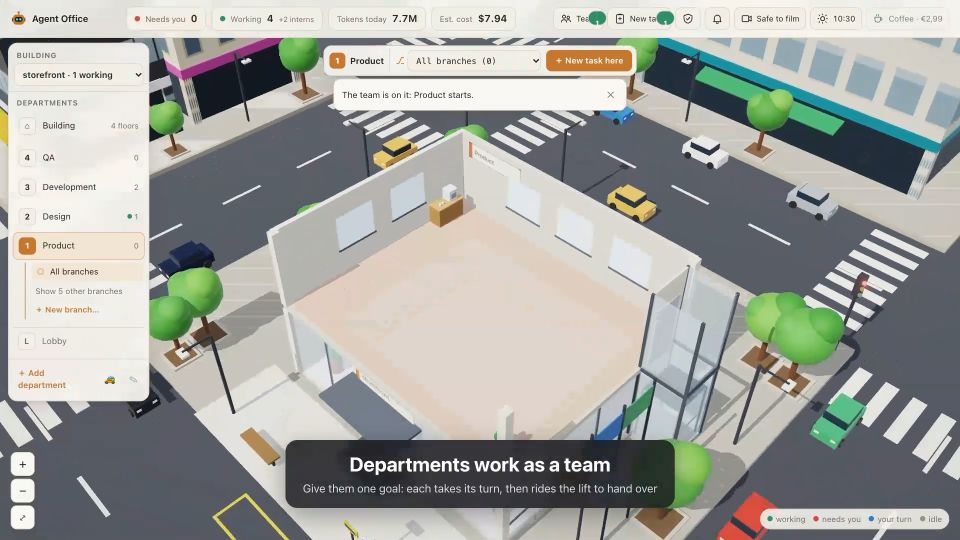 Agent Office
Needs you 0
Working 4 +2 interns
Tokens today 7.7M
Est. cost $7.94
New ta
Safe to film
10:30
Coffee · €2,99
BUILDING
storefront · 1 working
DEPARTMENTS
Building 4 floors
4 QA 0
3 Development 2
2 Design 1
1 Product 0
All branches
Show 5 other branches
+ New branch...
L Lobby
+ Add department
1 Product
All branches (0)
+ New task here
The team is on it: Product starts.
Product
Departments work as a team
Give them one goal: each takes its turn, then rides the lift to hand over
working
needs you
your turn
idle